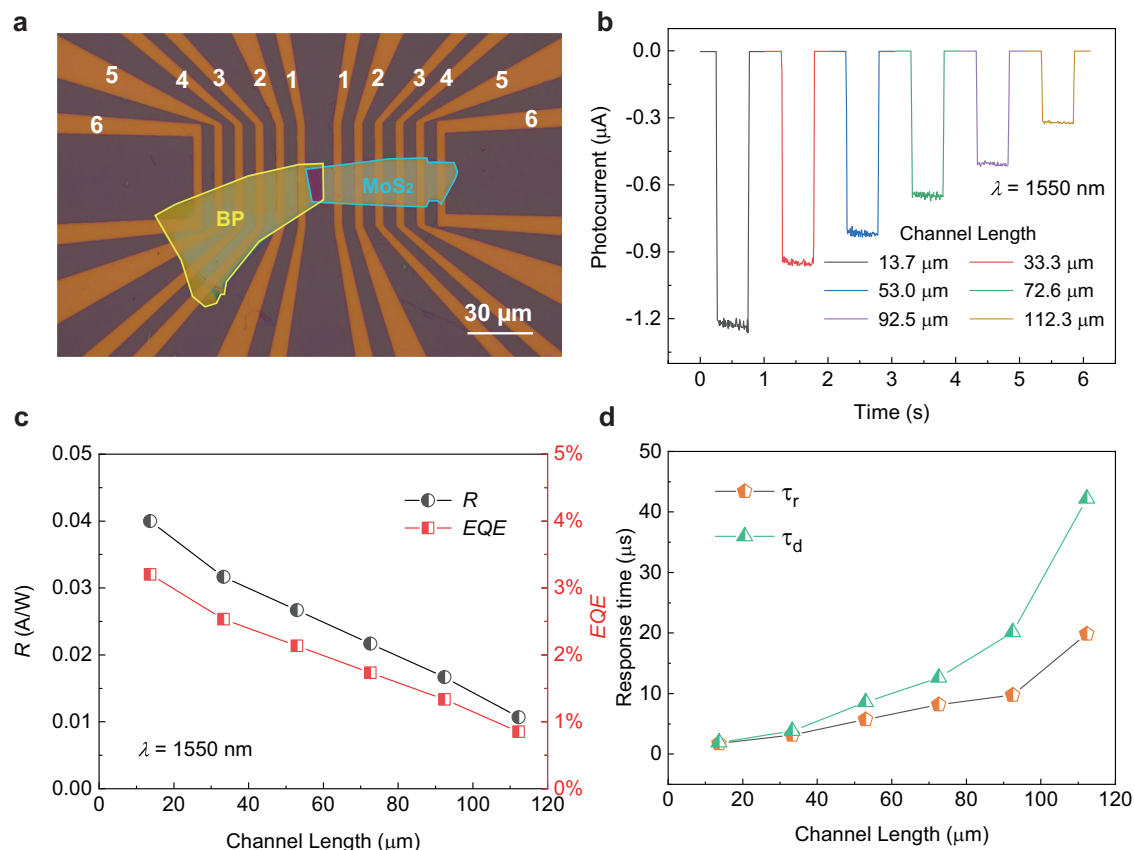 a
5 4 3 2 1 1 2 3 4 5
6 6
BP
MoS₂
30 μm
b
Photocurrent (μA)
0.0
-0.3
-0.6
-0.9
-1.2
λ = 1550 nm
Channel Length
13.7 μm 33.3 μm
53.0 μm 72.6 μm
92.5 μm 112.3 μm
0 1 2 3 4 5 6
Time (s)
c
R (A/W)
0.05
0.04
0.03
0.02
0.01
0.00
R
EQE
λ = 1550 nm
5%
4%
3%
2%
1%
0%
EQE
0 20 40 60 80 100 120
Channel Length (μm)
d
Response time (μs)
50
40
30
20
10
0
τr
τd
0 20 40 60 80 100 120
Channel Length (μm)